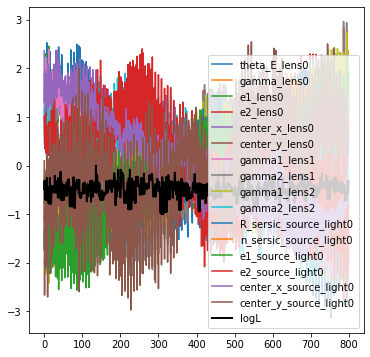 3
2
1
0
−1
−2
−3
0 100 200 300 400 500 600 700 800
theta_E_lens0
gamma_lens0
e1_lens0
e2_lens0
center_x_lens0
center_y_lens0
gamma1_lens1
gamma2_lens1
gamma1_lens2
gamma2_lens2
R_sersic_source_light0
n_sersic_source_light0
e1_source_light0
e2_source_light0
center_x_source_light0
center_y_source_light0
logL